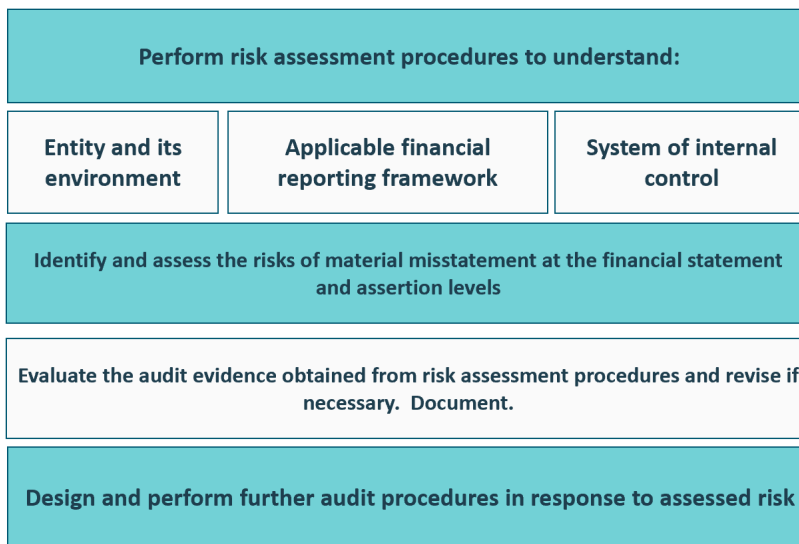 Perform risk assessment procedures to understand:
Entity and its
environment
Applicable financial
reporting framework
System of internal
control
Identify and assess the risks of material misstatement at the financial statement
and assertion levels
Evaluate the audit evidence obtained from risk assessment procedures and revise if
necessary.  Document.
Design and perform further audit procedures in response to assessed risk